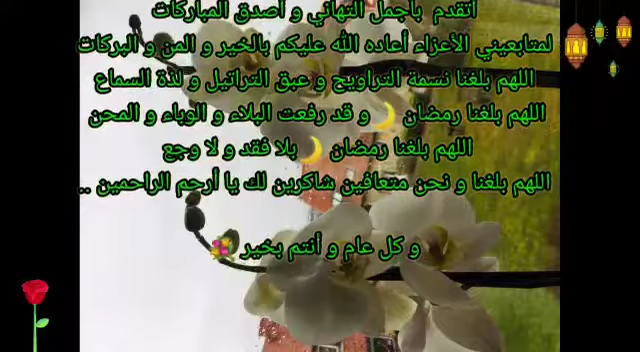 أتقدم بأجمل التهاني و أصدق المباركات
لمتابعيني الأعزاء أعاده الله عليكم بالخير و المن و البركات
اللهم بلغنا نسمة التراويح و عبق التراتيل و لذة السماع
اللهم بلغنا رمضان 🌙 و قد رفعت البلاء و الوباء و المحن
اللهم بلغنا رمضان 🌙 بلا فقد و لا وجع
اللهم بلغنا و نحن متعافين شاكرين لك يا أرحم الراحمين ..
و كل عام و أنتم بخير 💐